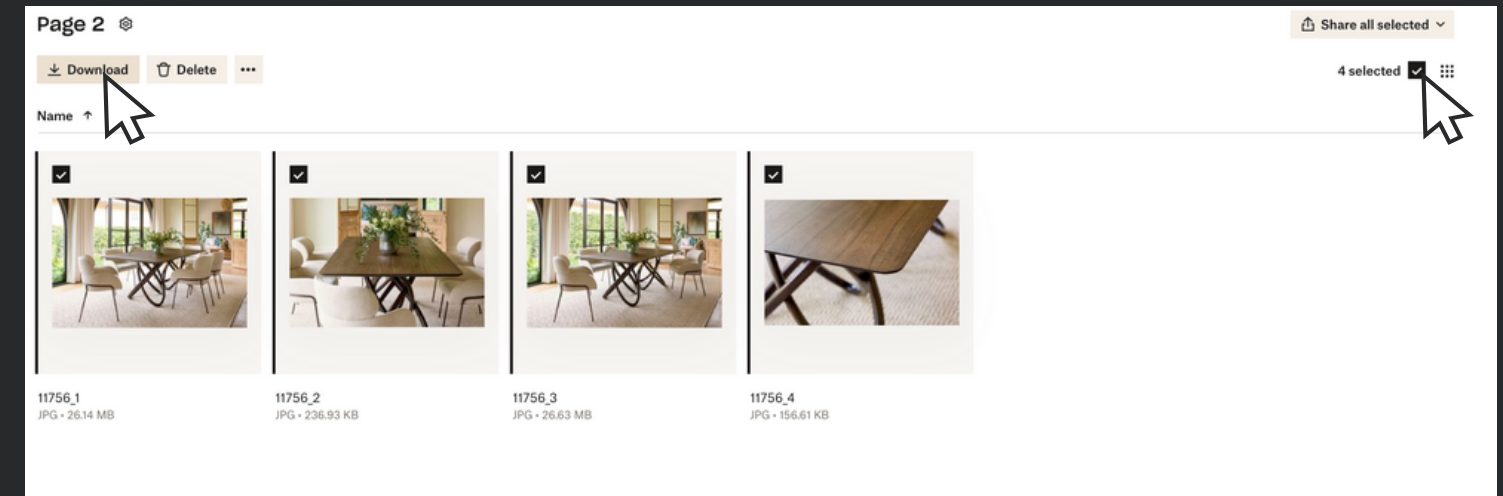 Page 2
Share all selected
Download
Delete
4 selected
Name
11756_1
JPG • 26.14 MB
11756_2
JPG • 236.93 KB
11756_3
JPG • 26.63 MB
11756_4
JPG • 156.61 KB